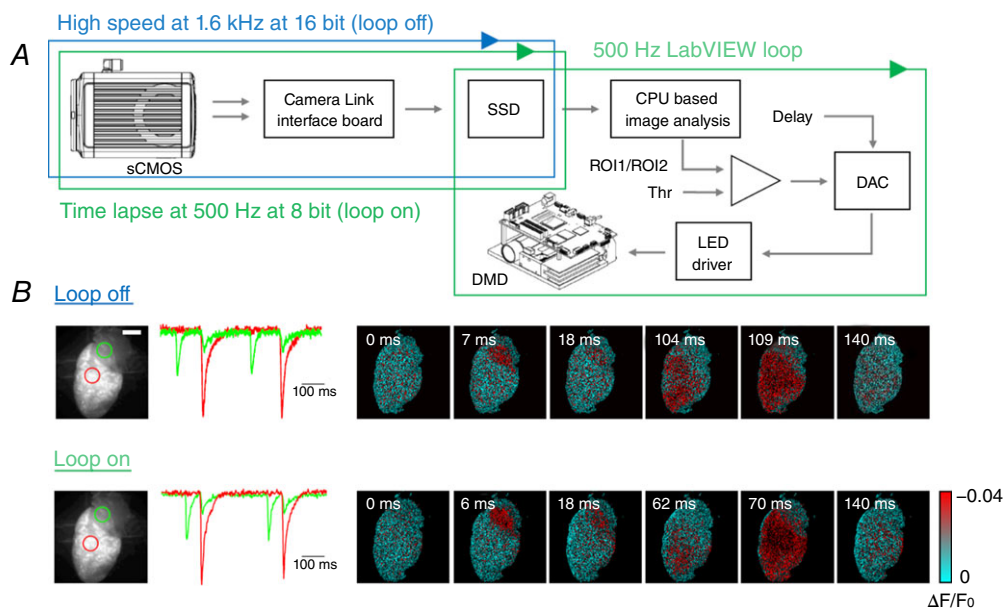 High speed at 1.6 kHz at 16 bit (loop off)
A
500 Hz LabVIEW loop
Camera Link
interface board
SSD
CPU based
image analysis
Delay
sCMOS
ROI1/ROI2
Thr
DAC
Time lapse at 500 Hz at 8 bit (loop on)
LED
driver
DMD
B
Loop off
0 ms
7 ms
18 ms
104 ms
109 ms
140 ms
100 ms
Loop on
0 ms
6 ms
18 ms
62 ms
70 ms
140 ms
100 ms
−0.04
0
ΔF/F₀